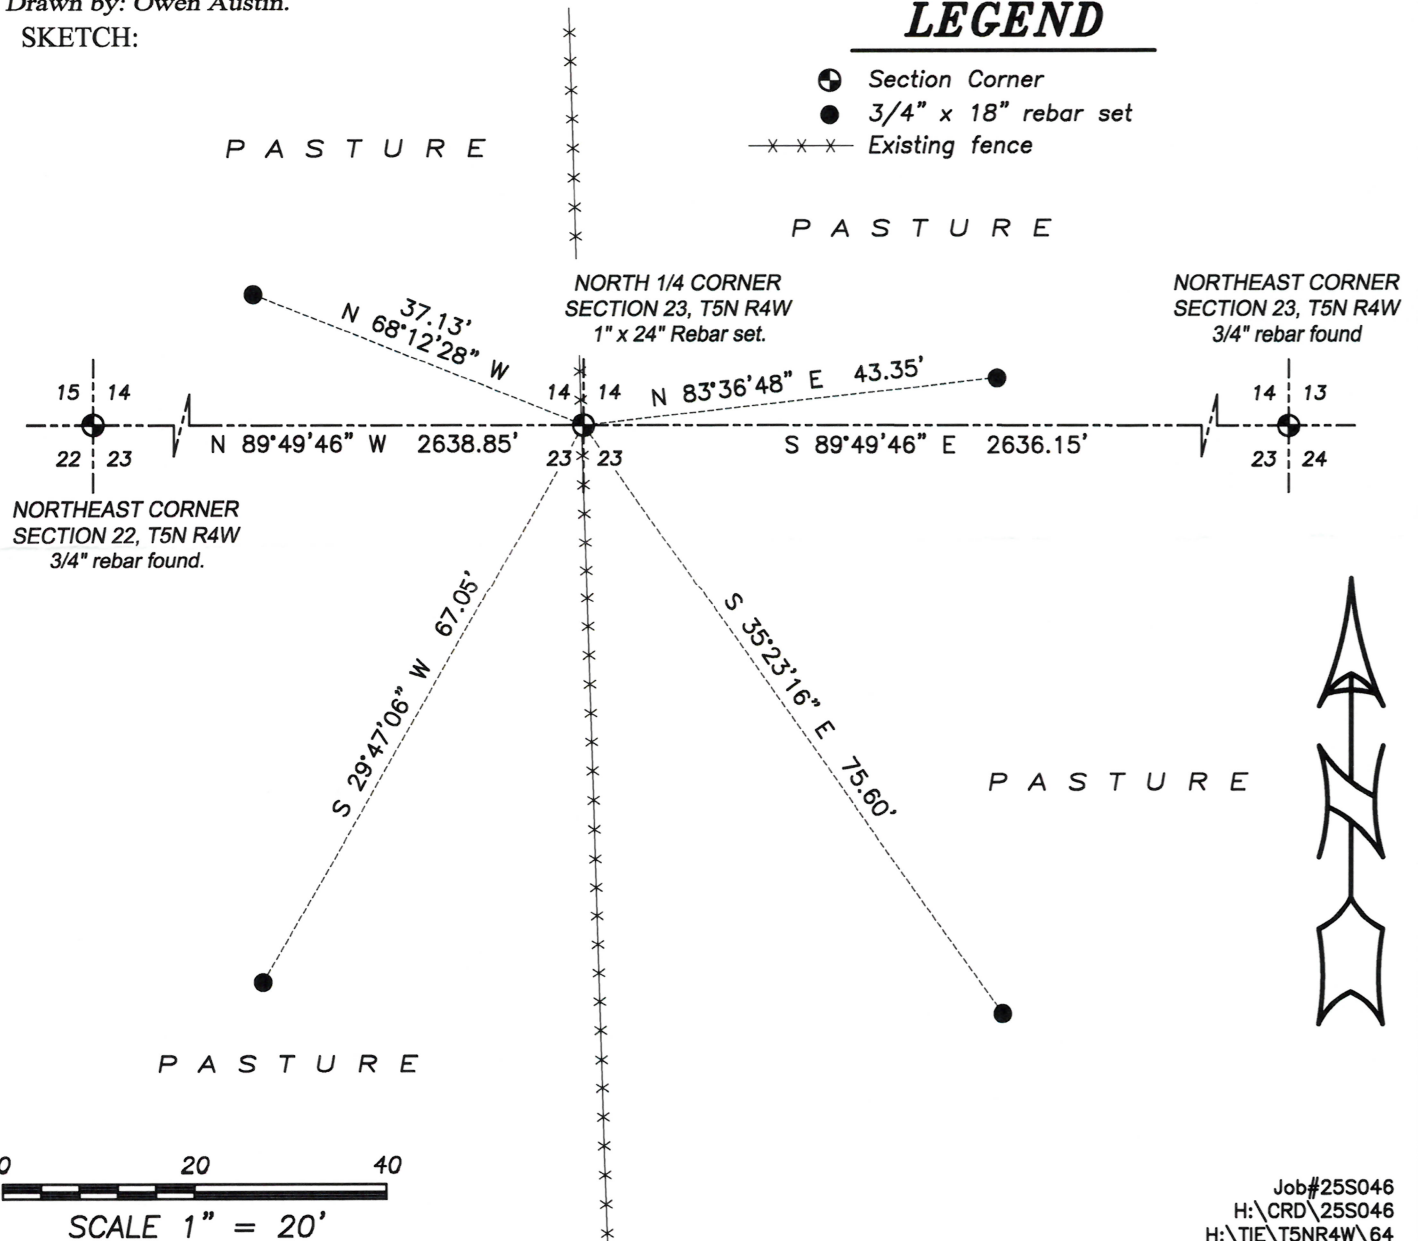 Drawn by: Owen Austin.
SKETCH:
LEGEND
Section Corner
3/4” x 18” rebar set
Existing fence
PASTURE
PASTURE
NORTH 1/4 CORNER
SECTION 23, T5N R4W
1" x 24" Rebar set.
NORTHEAST CORNER
SECTION 23, T5N R4W
3/4" rebar found
37.13'
N 68°12'28” W
N 83°36'48” E 43.35'
15 14
14 14
14 13
N 89°49'46” W 2638.85'
S 89°49'46” E 2636.15'
22 23
23 23
23 24
NORTHEAST CORNER
SECTION 22, T5N R4W
3/4" rebar found.
S 29°47'06” W 67.05'
S 35°23'16” E 75.60'
PASTURE
N
PASTURE
0 20 40
SCALE 1” = 20'
Job#25S046
H:\CRD\25S046
H:\TIE\T5NR4W\64